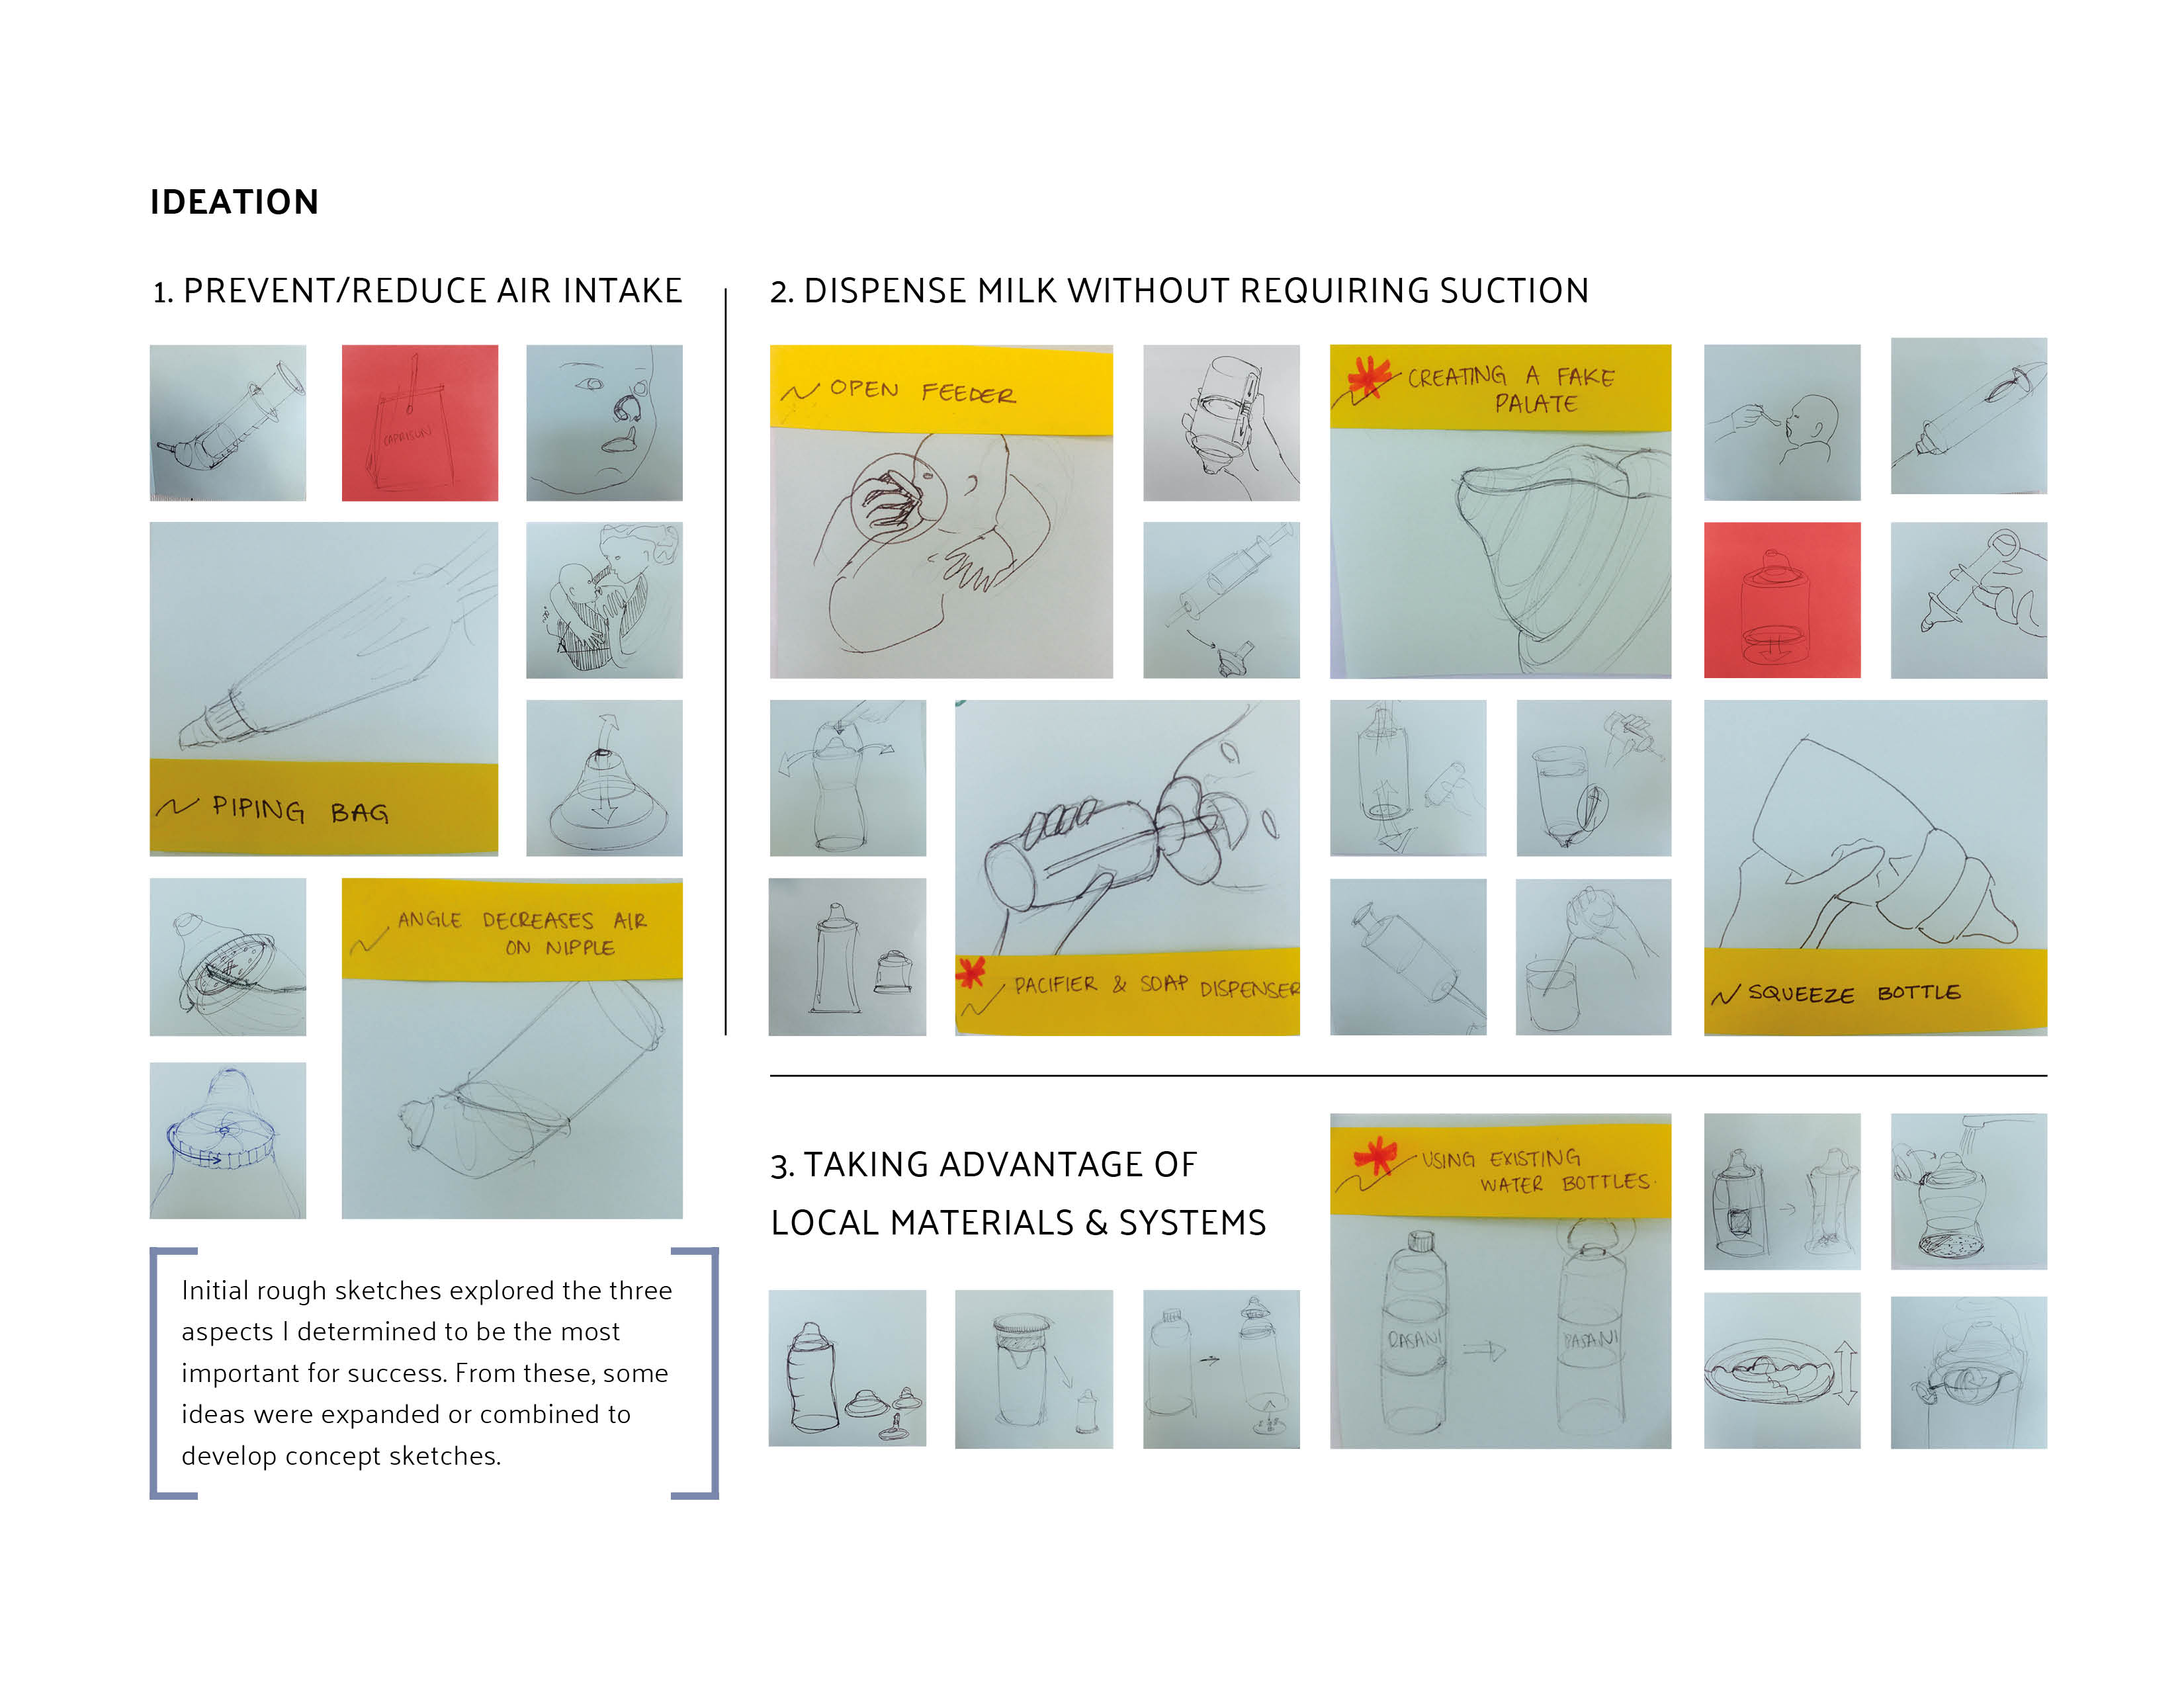 IDEATION
1. PREVENT/REDUCE AIR INTAKE
CAPRISUN
PIPING BAG
ANGLE DECREASES AIR
ON NIPPLE
Initial rough sketches explored the three
aspects I determined to be the most
important for success. From these, some
ideas were expanded or combined to
develop concept sketches.
2. DISPENSE MILK WITHOUT REQUIRING SUCTION
OPEN FEEDER
CREATING A FAKE
PALATE
PACIFIER & SOAP DISPENSER
SQUEEZE BOTTLE
3. TAKING ADVANTAGE OF
LOCAL MATERIALS & SYSTEMS
USING EXISTING
WATER BOTTLES.
DASANI
DASANI